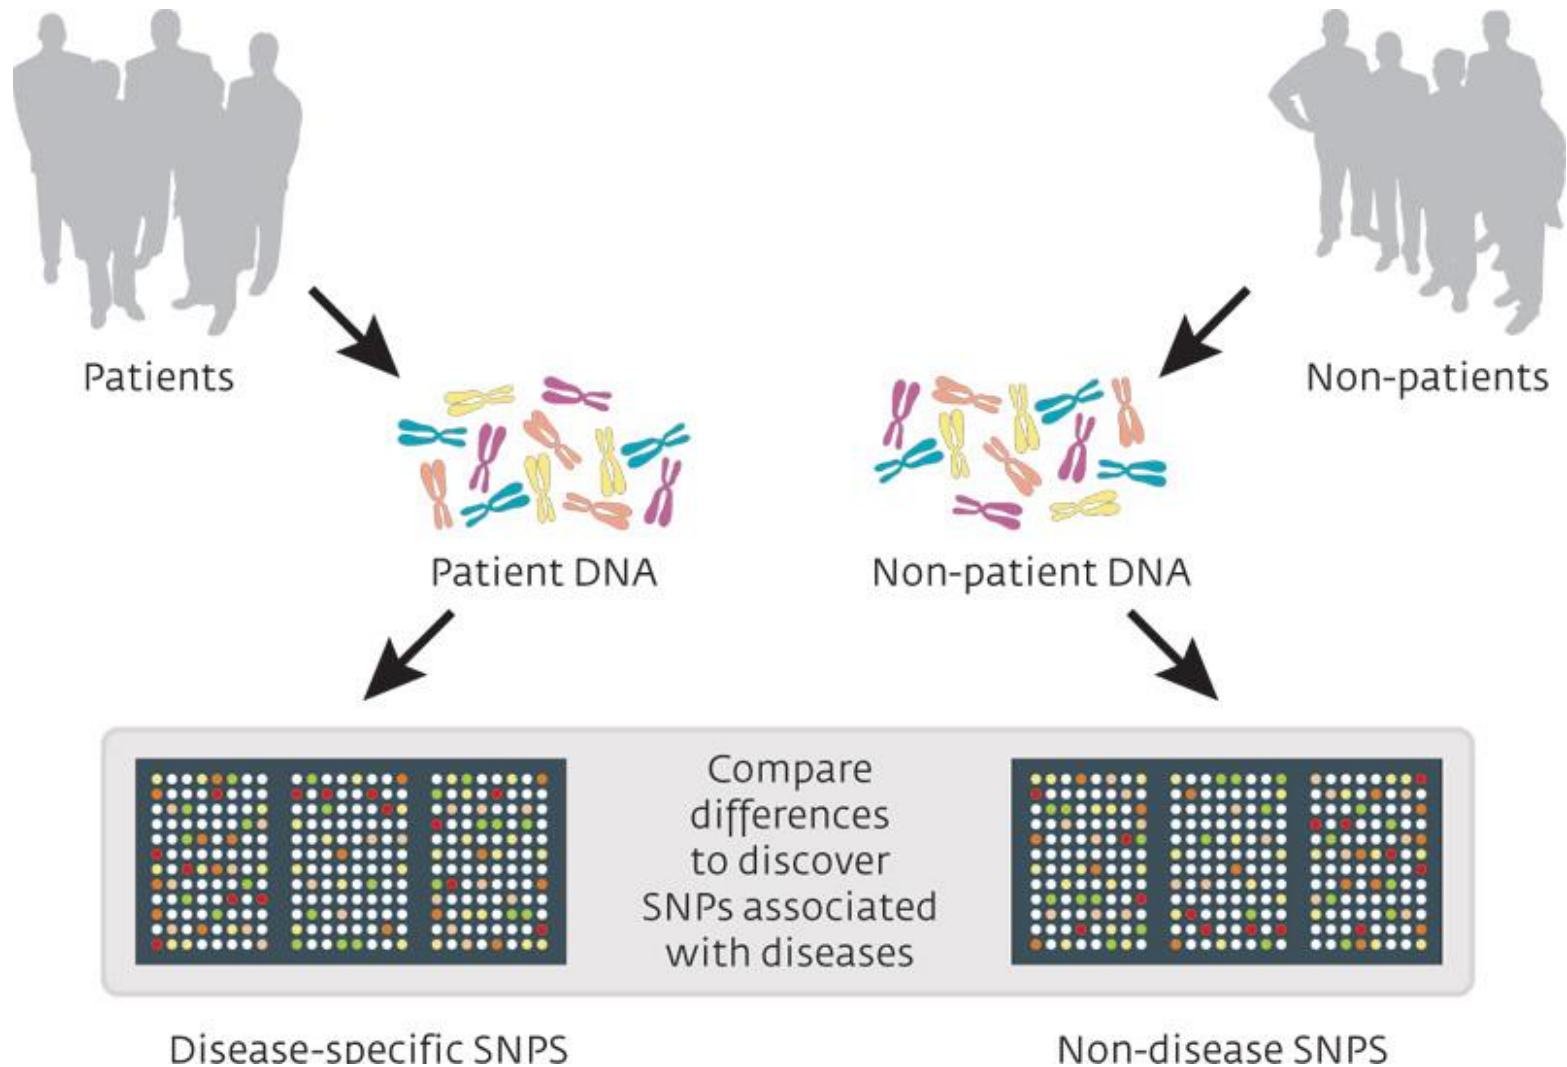 Patients
Non-patients
Patient DNA
Non-patient DNA
Compare
differences
to discover
SNPs associated
with diseases
Disease-specific SNPS
Non-disease SNPS